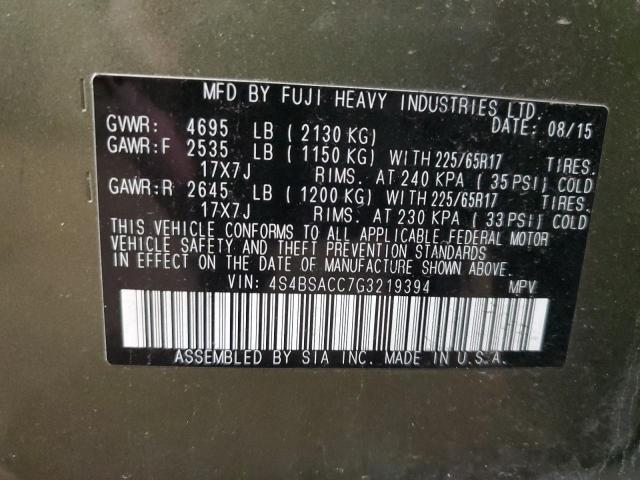 MFD BY FUJI HEAVY INDUSTRIES LTD.
DATE: 08/15
GVWR: 4695 LB (2130 KG)
GAWR:F 2535 LB (1150 KG) WITH 225/65R17 TIRES.
17X7J RIMS. AT 240 KPA (35 PSI) COLD
GAWR:R 2645 LB (1200 KG) WITH 225/65R17 TIRES.
17X7J RIMS. AT 230 KPA (33 PSI) COLD
THIS VEHICLE CONFORMS TO ALL APPLICABLE FEDERAL MOTOR
VEHICLE SAFETY AND THEFT PREVENTION STANDARDS
IN EFFECT ON THE DATE OF MANUFACTURE SHOWN ABOVE.
VIN: 4S4BSACC7G3219394 MPV
ASSEMBLED BY SIA INC. MADE IN U.S.A.